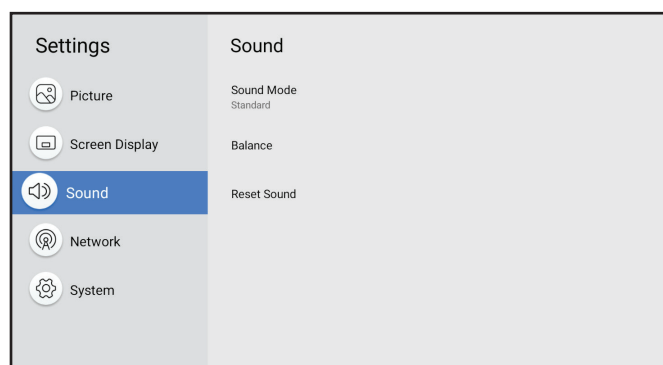 Settings
Picture
Screen Display
Sound
Network
System
Sound
Sound Mode
Standard
Balance
Reset Sound